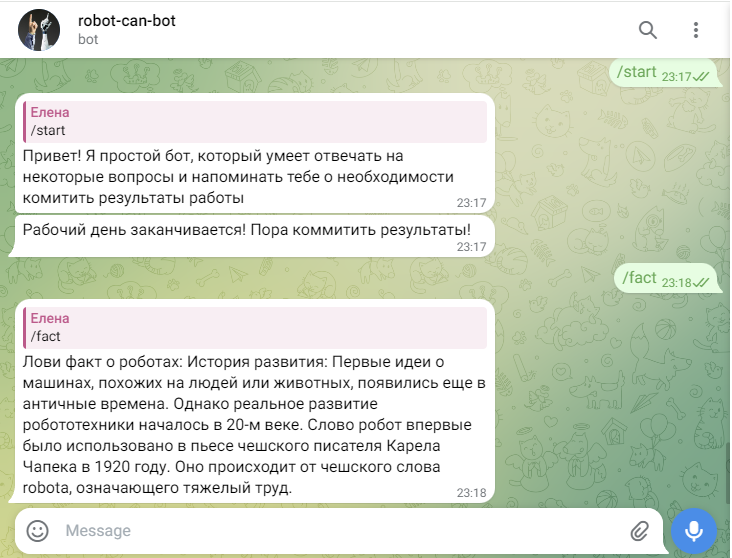 robot-can-bot
bot
/start 23:17
Елена
/start
Привет! Я простой бот, который умеет отвечать на
некоторые вопросы и напоминать тебе о необходимости
комитить результаты работы
23:17
Рабочий день заканчивается! Пора коммитить результаты!
23:17
/fact 23:18
Елена
/fact
Лови факт о роботах: История развития: Первые идеи о
машинах, похожих на людей или животных, появились еще в
античные времена. Однако реальное развитие
робототехники началось в 20-м веке. Слово робот впервые
было использовано в пьесе чешского писателя Карела
Чапека в 1920 году. Оно происходит от чешского слова
robota, означающего тяжелый труд.
23:18
Message